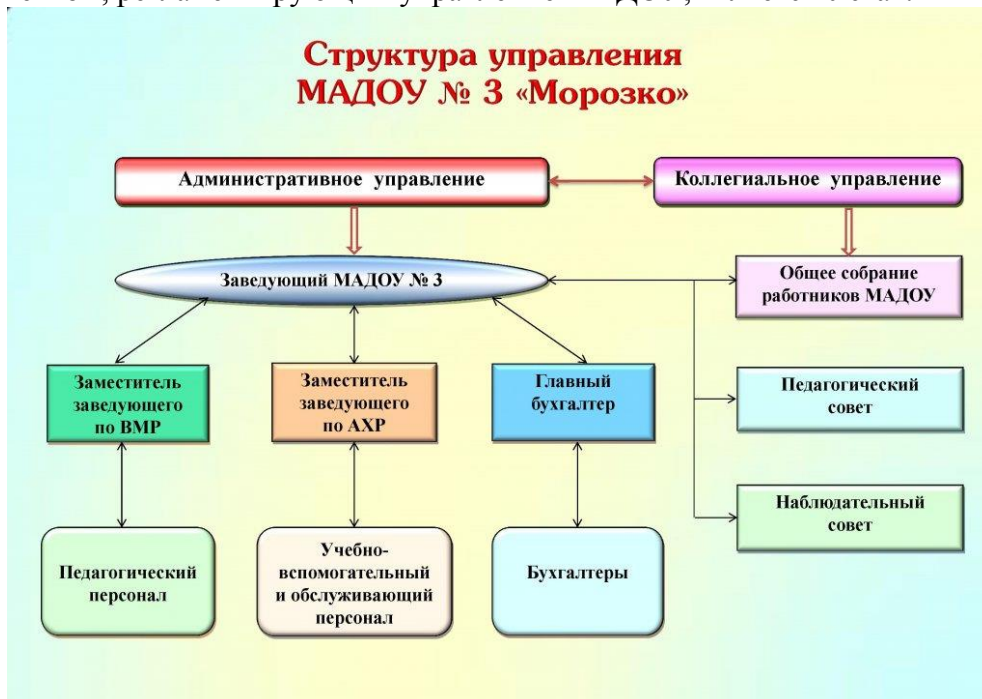 Структура управления
МАДОУ № 3 «Морозко»
Административное управление
Коллегиальное управление
Заведующий МАДОУ № 3
Общее собрание
работников МАДОУ
Заместитель
заведующего
по ВМР
Заместитель
заведующего
по АХР
Главный
бухгалтер
Педагогический
совет
Наблюдательный
совет
Педагогический
персонал
Учебно-
вспомогательный
и обслуживающий
персонал
Бухгалтеры